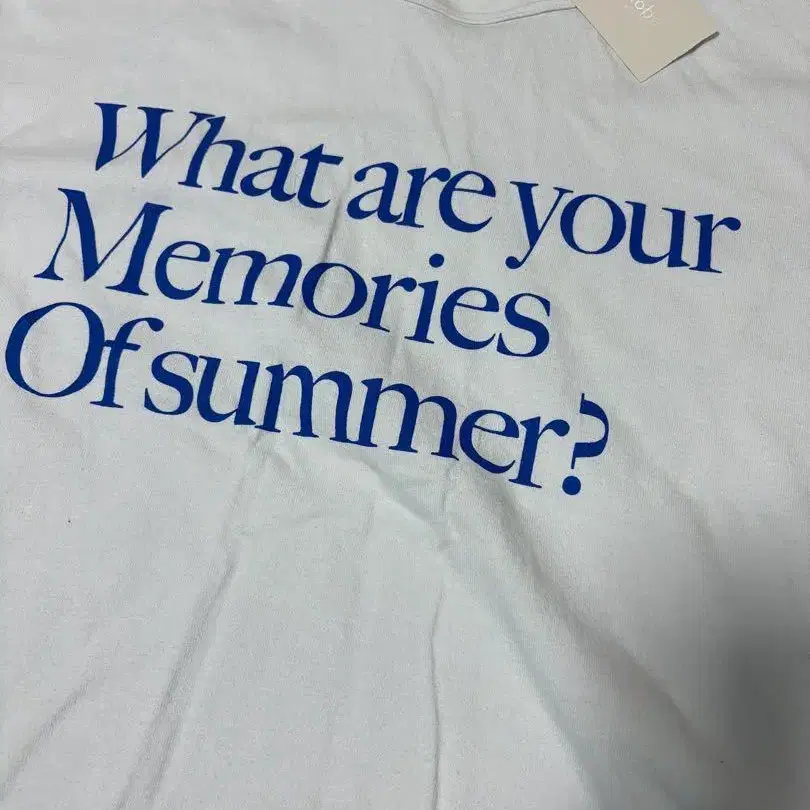 What are your
Memories
Of summer?